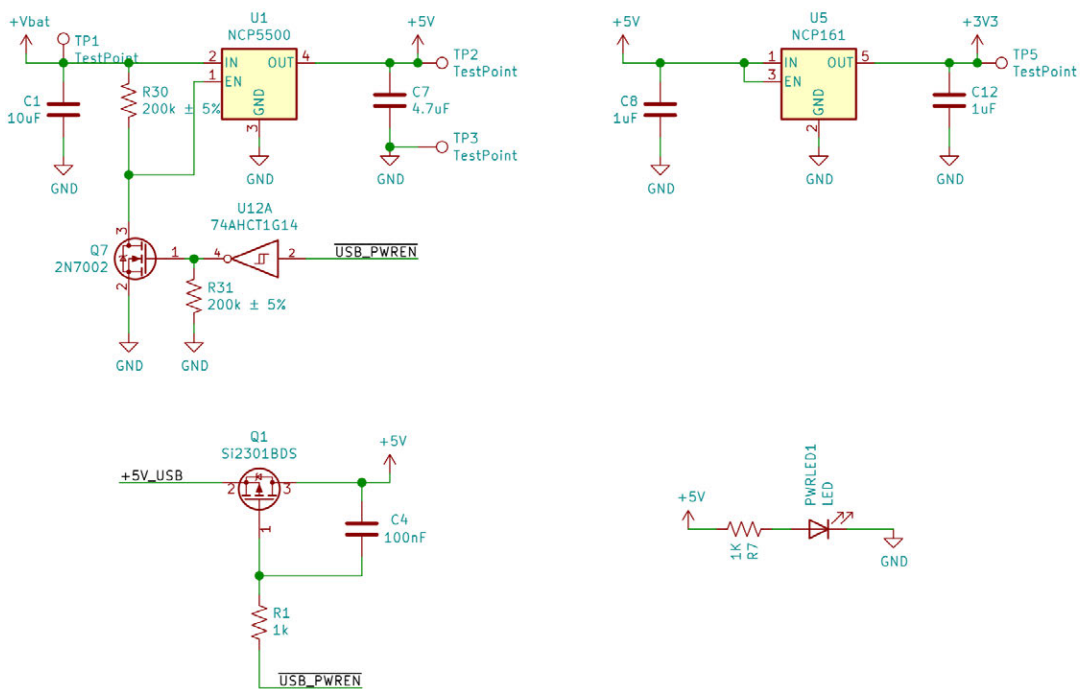 +Vbat
TP1
TestPoint
U1
NCP5500
2
IN
OUT
4
1
EN
GND
3
+5V
TP2
TestPoint
R30
200k ± 5%
C1
10uF
C7
4.7uF
TP3
TestPoint
GND
GND
GND
U12A
74AHCT1G14
Q7
2N7002
3
1
2
4
2
USB_PWREN
R31
200k ± 5%
GND
GND
+5V
U5
NCP161
1
IN
OUT
5
3
EN
GND
2
+3V3
TP5
TestPoint
C8
1uF
C12
1uF
GND
GND
GND
Q1
Si2301BDS
+5V_USB
2
3
1
+5V
C4
100nF
R1
1k
USB_PWREN
+5V
1K
R7
PWRLED1
LED
GND